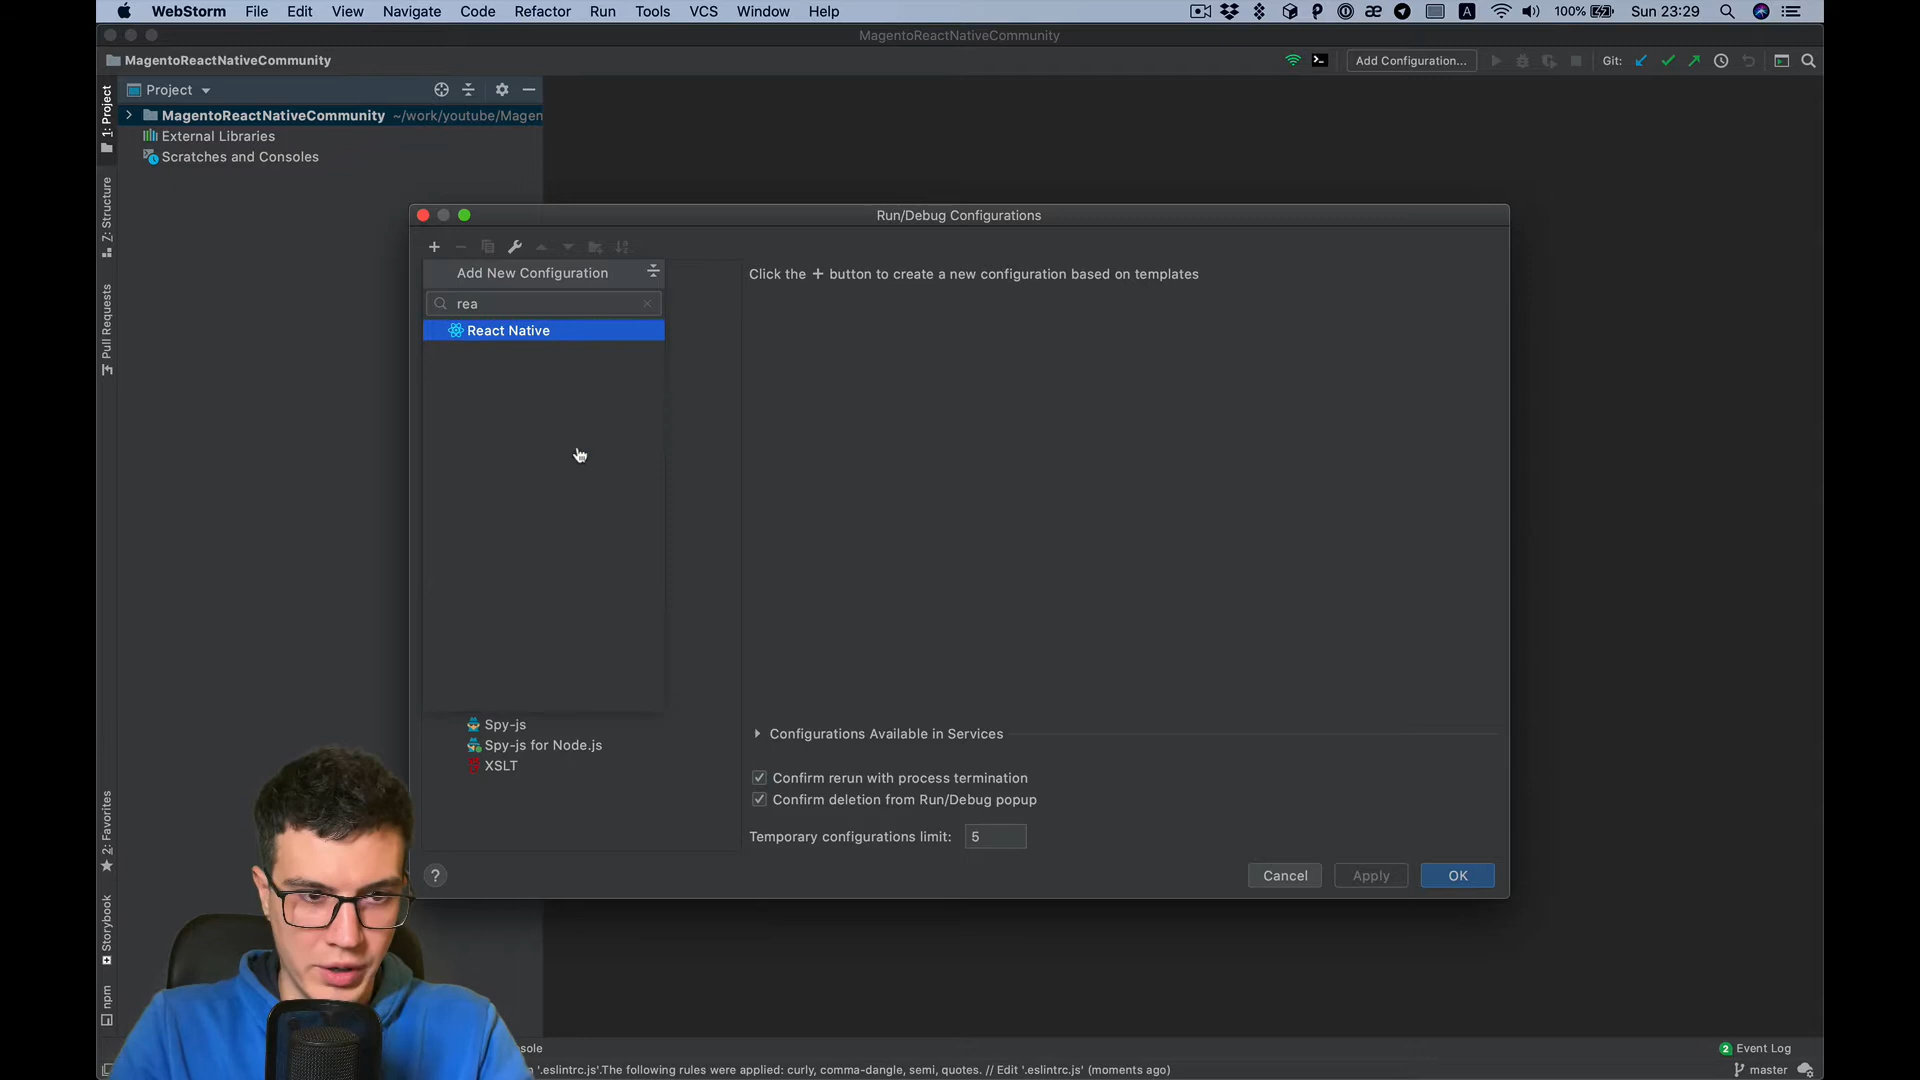 WebStorm File Edit View Navigate Code Refactor Run Tools VCS Window Help
A 100% Sun 23:29
MagentoReactNativeCommunity
MagentoReactNativeCommunity
Add Configuration...
Git:
1: Project
Project
MagentoReactNativeCommunity ~/work/youtube/Magen
External Libraries
Scratches and Consoles
7: Structure
Pull Requests
Run/Debug Configurations
Add New Configuration
rea
React Native
Click the + button to create a new configuration based on templates
Spy-js
Spy-js for Node.js
XSLT
Configurations Available in Services
Confirm rerun with process termination
Confirm deletion from Run/Debug popup
Temporary configurations limit: 5
? Cancel Apply OK
2: Favorites
Storybook
npm
sole
2 Event Log
'.eslintrc.js'.The following rules were applied: curly, comma-dangle, semi, quotes. // Edit '.eslintrc.js' (moments ago)
master